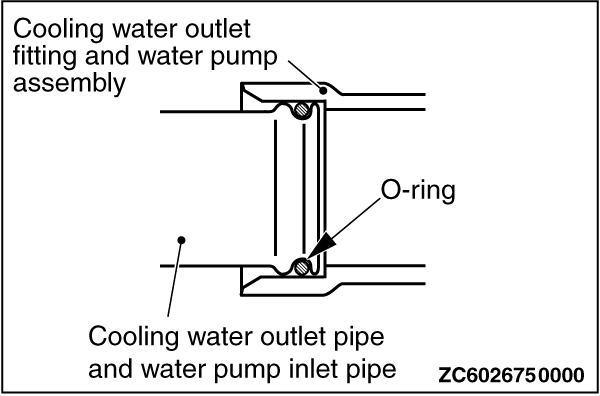 Cooling water outlet
fitting and water pump
assembly
O-ring
Cooling water outlet pipe
and water pump inlet pipe
ZC6026750000